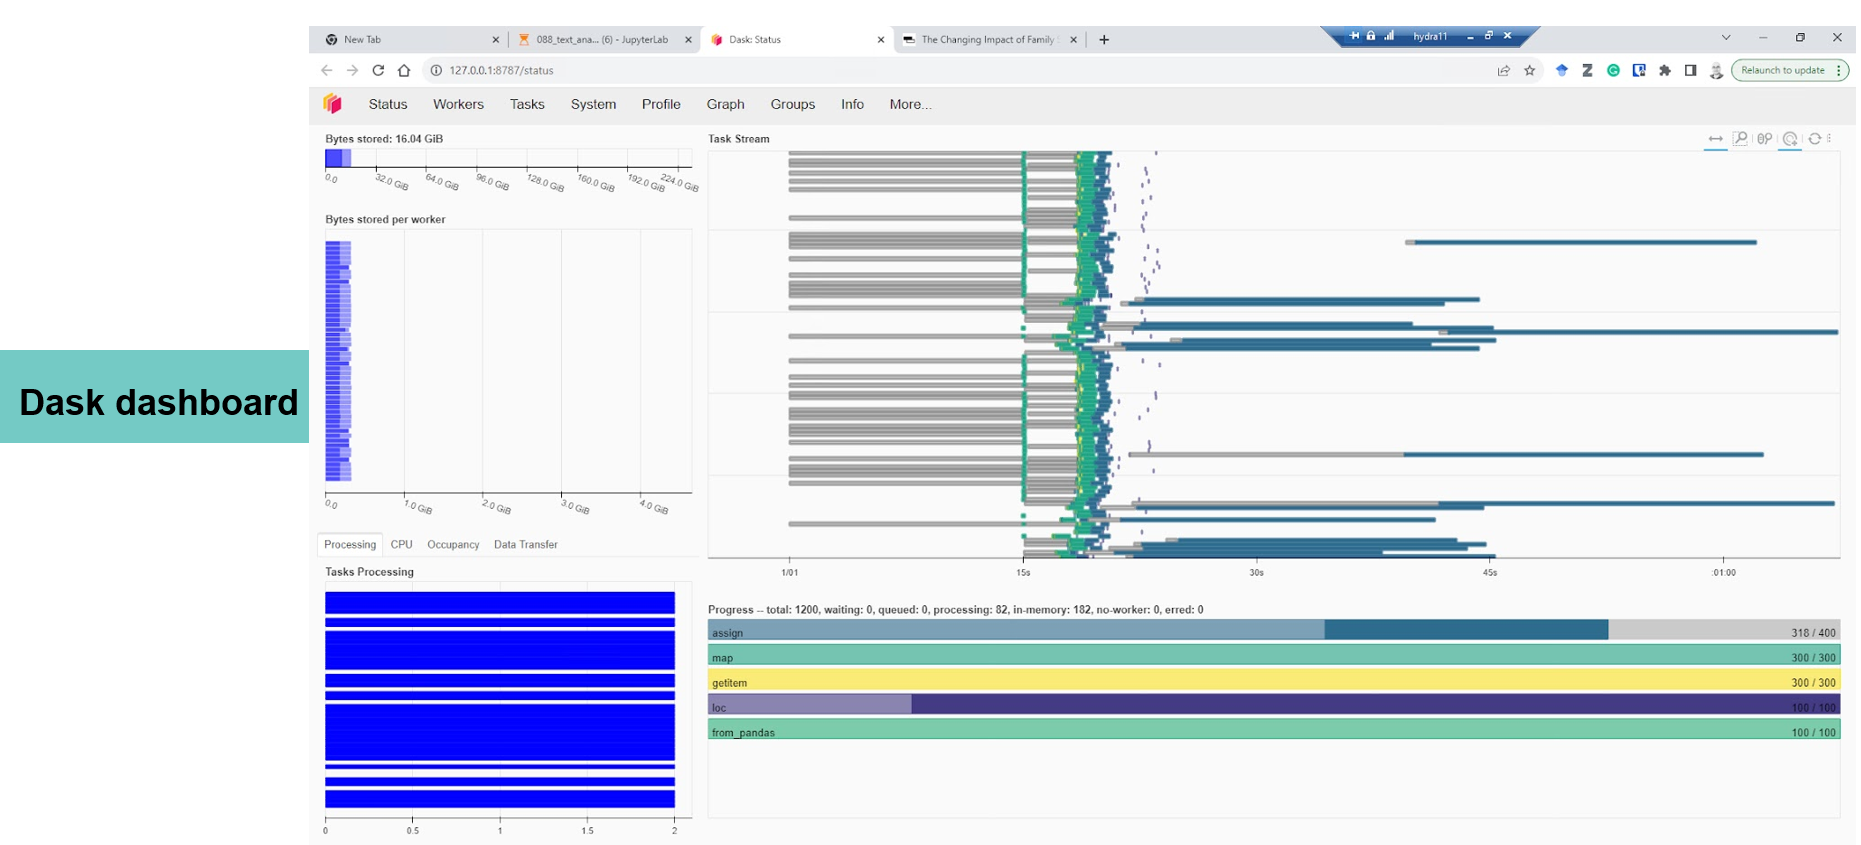 Dask dashboard
New Tab
088_text_ana... (6) - JupyterLab
Dask: Status
The Changing Impact of Family
hydra11
127.0.0.1:8787/status
Relaunch to update
Status Workers Tasks System Profile Graph Groups Info More...
Bytes stored: 16.04 GiB
0.0 32.0 GiB 64.0 GiB 96.0 GiB 128.0 GiB 160.0 GiB 192.0 GiB 224.0 GiB
Bytes stored per worker
0.0 1.0 GiB 2.0 GiB 3.0 GiB 4.0 GiB
Processing CPU Occupancy Data Transfer
Tasks Processing
0 0.5 1 1.5 2
Task Stream
1/01 15s 30s 45s :01:00
Progress -- total: 1200, waiting: 0, queued: 0, processing: 82, in-memory: 182, no-worker: 0, erred: 0
assign 318 / 400
map 300 / 300
getitem 300 / 300
loc 100 / 100
from_pandas 100 / 100